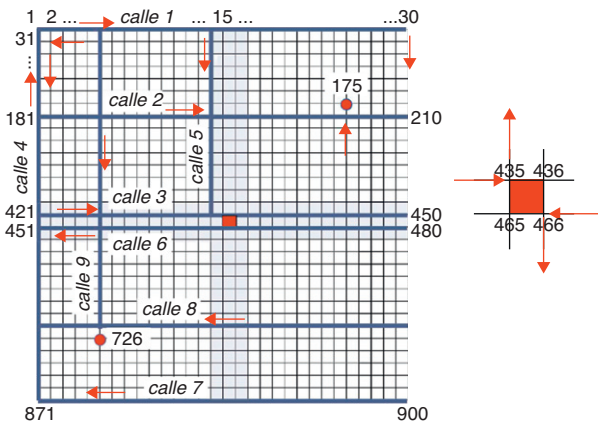 1 2 ... calle 1 ... 15 ... ...30
31
...
175
calle 2
181 210
calle 4
calle 5
435 436
calle 3
421 450
451 480
465 466
calle 6
calle 9
calle 8
726
calle 7
871 900